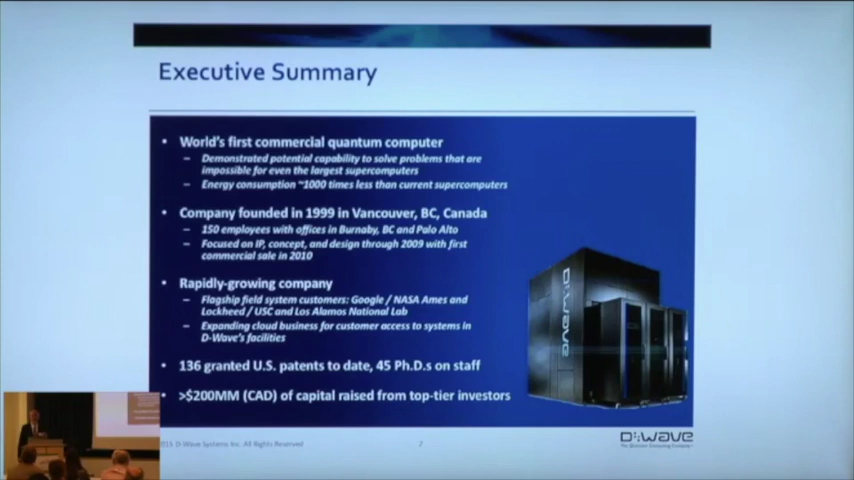 Executive Summary
• World's first commercial quantum computer
– Demonstrated potential capability to solve problems that are
impossible for even the largest supercomputers
– Energy consumption ~1000 times less than current supercomputers
• Company founded in 1999 in Vancouver, BC, Canada
– 150 employees with offices in Burnaby, BC and Palo Alto
– Focused on IP, concept, and design through 2009 with first
commercial sale in 2010
• Rapidly-growing company
– Flagship field system customers: Google / NASA Ames and
Lockheed / USC and Los Alamos National Lab
– Expanding cloud business for customer access to systems in
D-Wave's facilities
• 136 granted U.S. patents to date, 45 Ph.D.s on staff
• >$200MM (CAD) of capital raised from top-tier investors
D:WAVE
D-Wave Systems Inc. All Rights Reserved
D:WAVE
The Quantum Computing Company